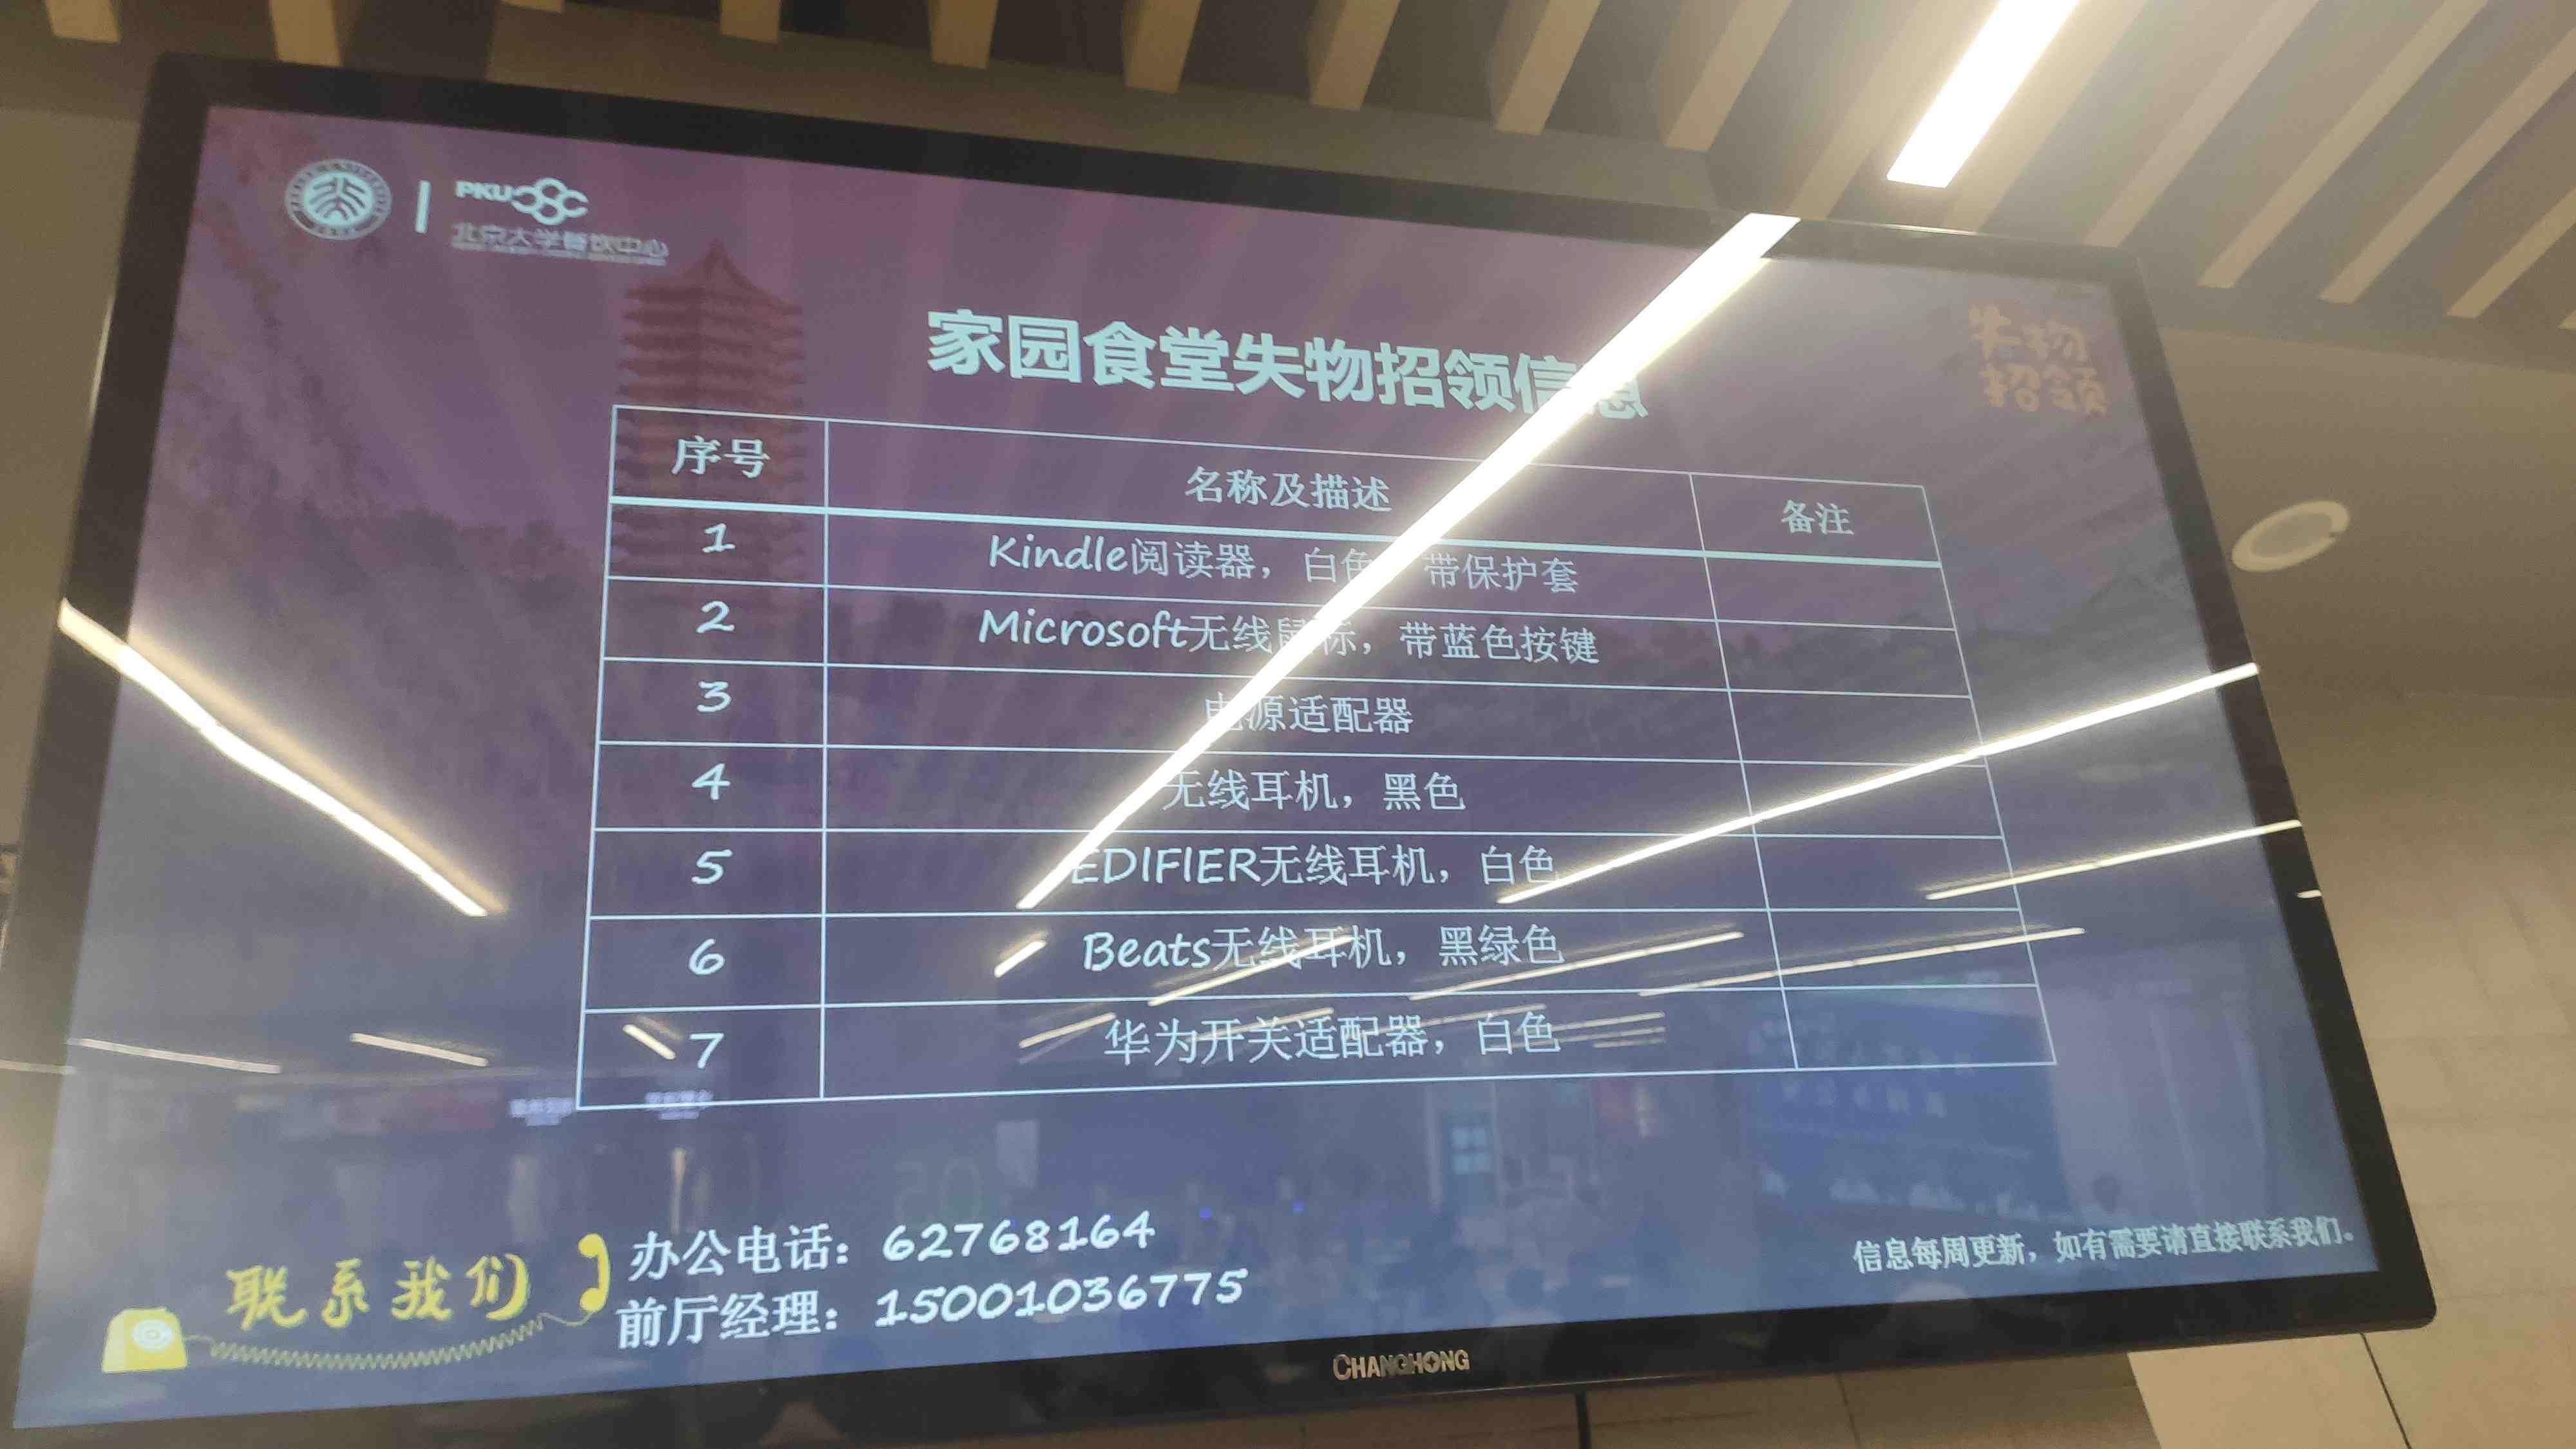 PKU
北京大学餐饮中心
失物
招领
家园食堂失物招领信息
序号 名称及描述 备注
1 Kindle阅读器，白色，带保护套
2 Microsoft无线鼠标，带蓝色按键
3 电源适配器
4 无线耳机，黑色
5 EDIFIER无线耳机，白色
6 Beats无线耳机，黑绿色
7 华为开关适配器，白色
联系我们
办公电话：62768164
前厅经理：15001036775
信息每周更新，如有需要请直接联系我们。
CHANGHONG